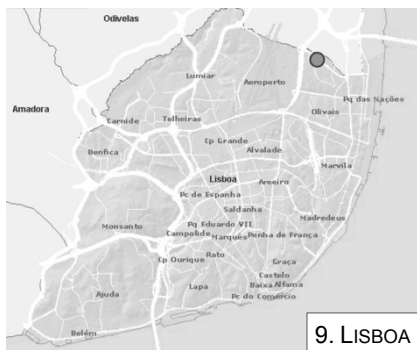 Odivelas
Lumiar
Aeroporto
Pq das Nações
Amadora
Olivais
Carnide
Telheiras
Cp Grande
Benfica
Alvalade
Marvila
Lisboa
Areeiro
Pc de Espanha
Saldanha
Madredeus
Monsanto
Pq Eduardo VII
Campolide
Marquês
Penha de França
Cp Ourique
Rato
Graça
Castelo
Ajuda
Lapa
Baixa
Alfama
Pc do Comércio
Belém
9. LISBOA